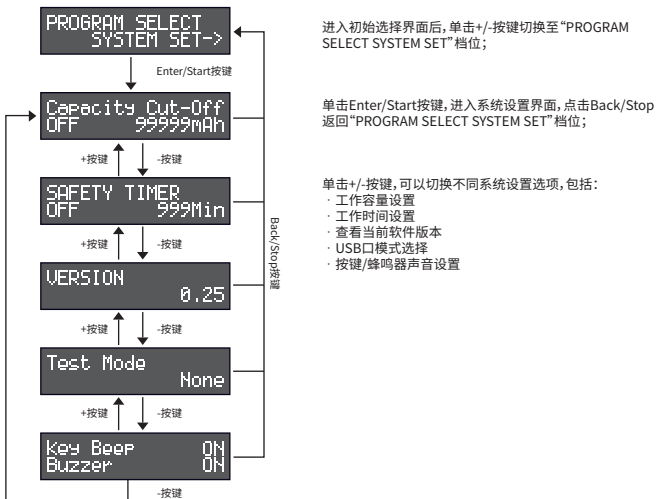 PROGRAM SELECT
SYSTEM SET->
Enter/Start按键
Capacity Cut-Off
OFF 99999mAh
+按键 -按键
SAFETY TIMER
OFF 999Min
+按键 -按键
VERSION
0.25
+按键 -按键
Test Mode
None
+按键 -按键
Key Beep ON
Buzzer ON
-按键
Back/Stop按键
进入初始选择界面后，单击+/-按键切换至“PROGRAM
SELECT SYSTEM SET”档位；
单击Enter/Start按键，进入系统设置界面，点击Back/Stop
返回“PROGRAM SELECT SYSTEM SET”档位；
单击+/-按键，可以切换不同系统设置选项，包括：
· 工作容量设置
· 工作时间设置
· 查看当前软件版本
· USB口模式选择
· 按键/蜂鸣器声音设置